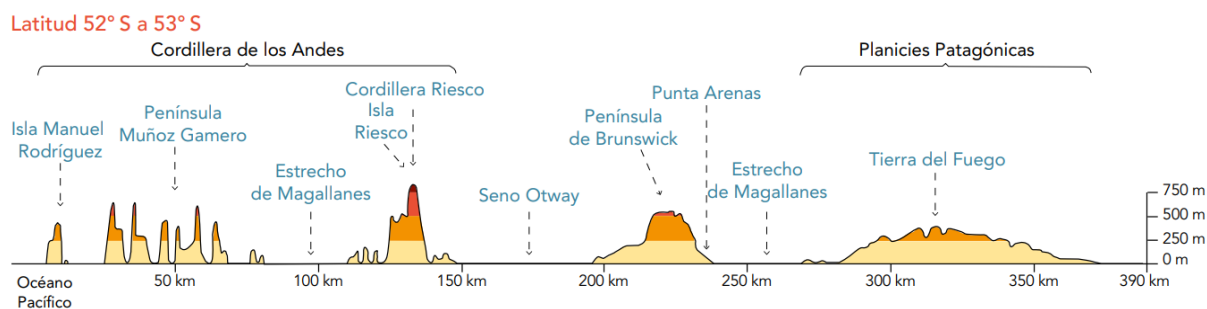 Latitud 52° S a 53° S
Cordillera de los Andes
Planicies Patagónicas
Isla Manuel
Rodríguez
Península
Muñoz Gamero
Estrecho
de Magallanes
Cordillera Riesco
Isla
Riesco
Seno Otway
Península
de Brunswick
Punta Arenas
Estrecho
de Magallanes
Tierra del Fuego
750 m
500 m
250 m
0 m
Océano
Pacífico
50 km
100 km
150 km
200 km
250 km
300 km
350 km
390 km